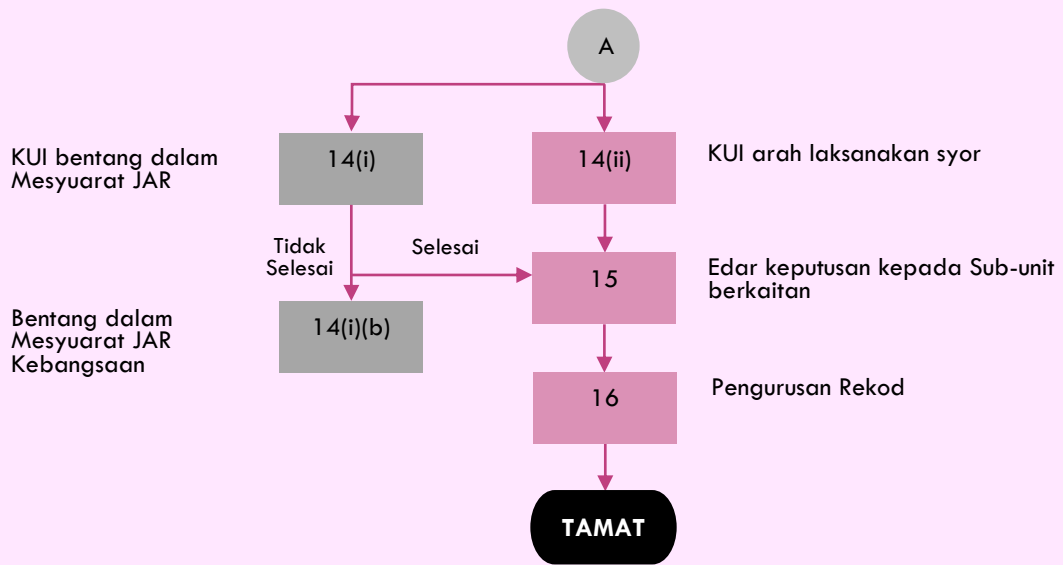 A
KUI bentang dalam
Mesyuarat JAR
14(i)
14(ii)
KUI arah laksanakan syor
Tidak
Selesai
Selesai
15
Edar keputusan kepada Sub-unit
berkaitan
Bentang dalam
Mesyuarat JAR
Kebangsaan
14(i)(b)
16
Pengurusan Rekod
TAMAT